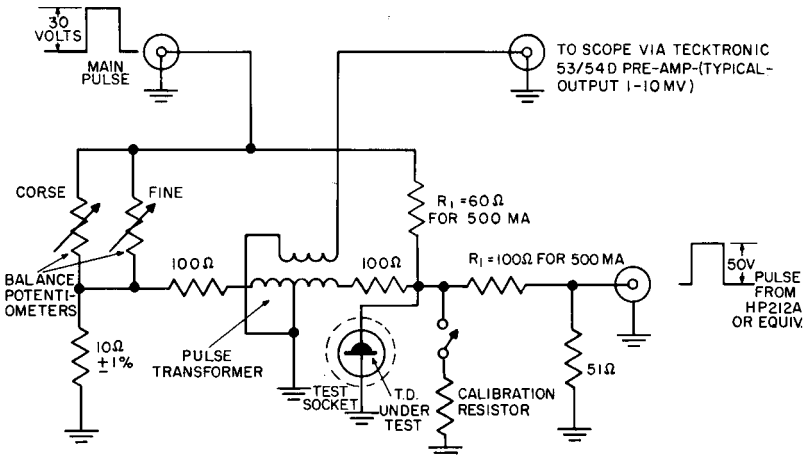 30
VOLTS
MAIN
PULSE
TO SCOPE VIA TECKTRONIC
53/54D PRE-AMP-(TYPICAL-
OUTPUT 1-10 MV)
CORSE
FINE
R₁ = 60Ω
FOR 500 MA
100Ω
100Ω
R₁ = 100Ω FOR 500 MA
50V
BALANCE
POTENTI-
OMETERS
PULSE
FROM
HP212A
OR EQUIV.
10Ω
±1%
PULSE
TRANSFORMER
TEST
SOCKET
T.D.
UNDER
TEST
CALIBRATION
RESISTOR
51Ω